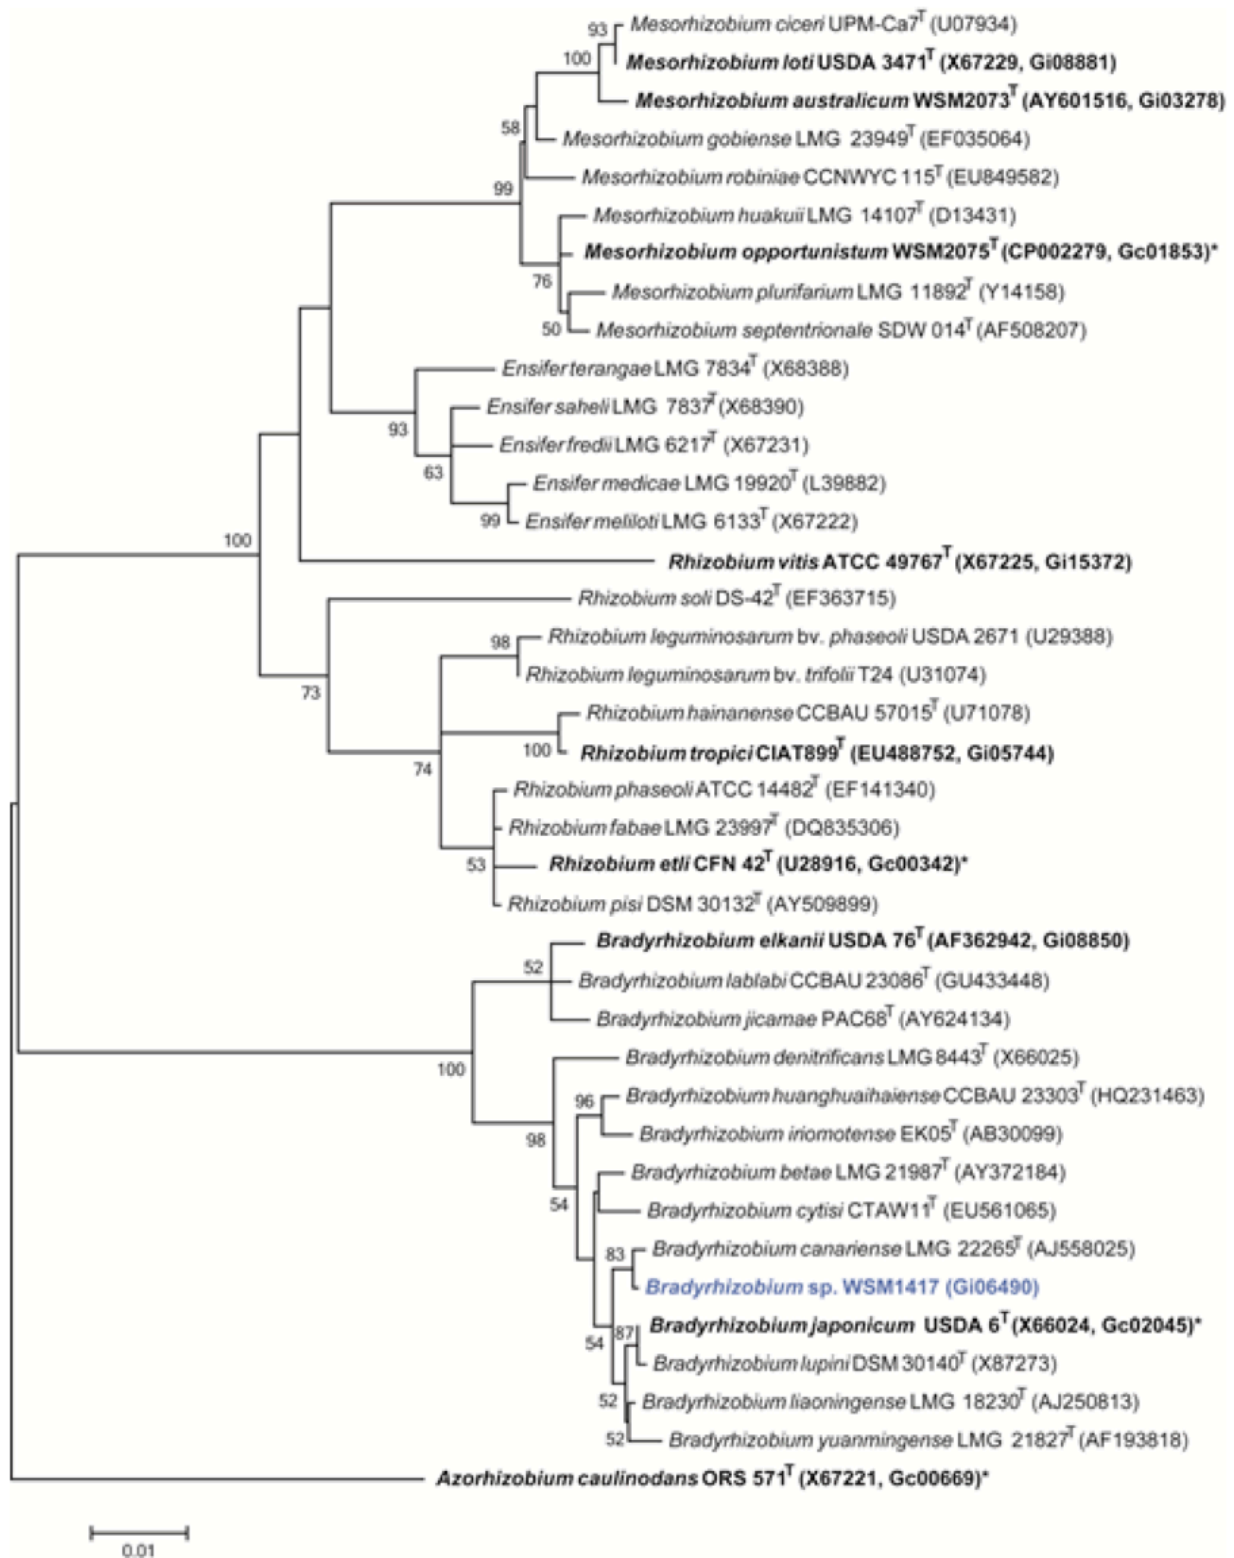 93
Mesorhizobium ciceri UPM-Ca7T (U07934)
100
Mesorhizobium loti USDA 3471T (X67229, Gi08881)
Mesorhizobium australicum WSM2073T (AY601516, Gi03278)
58
Mesorhizobium gobiense LMG 23949T (EF035064)
Mesorhizobium robiniae CCNWYC 115T (EU849582)
99
Mesorhizobium huakuii LMG 14107T (D13431)
Mesorhizobium opportunistum WSM2075T (CP002279, Gc01853)*
76
Mesorhizobium plurifarium LMG 11892T (Y14158)
50
Mesorhizobium septentrionale SDW 014T (AF508207)
Ensifer terangae LMG 7834T (X68388)
Ensifer saheli LMG 7837T (X68390)
93
Ensifer fredii LMG 6217T (X67231)
63
Ensifer medicae LMG 19920T (L39882)
99
Ensifer meliloti LMG 6133T (X67222)
100
Rhizobium vitis ATCC 49767T (X67225, Gi15372)
Rhizobium soli DS-42T (EF363715)
98
Rhizobium leguminosarum bv. phaseoli USDA 2671 (U29388)
Rhizobium leguminosarum bv. trifolii T24 (U31074)
73
Rhizobium hainanense CCBAU 57015T (U71078)
100
Rhizobium tropici CIAT899T (EU488752, Gi05744)
74
Rhizobium phaseoli ATCC 14482T (EF141340)
Rhizobium fabae LMG 23997T (DQ835306)
53
Rhizobium etli CFN 42T (U28916, Gc00342)*
Rhizobium pisi DSM 30132T (AY509899)
Bradyrhizobium elkanii USDA 76T (AF362942, Gi08850)
52
Bradyrhizobium lablabi CCBAU 23086T (GU433448)
Bradyrhizobium jicamae PAC68T (AY624134)
100
Bradyrhizobium denitrificans LMG 8443T (X66025)
96
Bradyrhizobium huanghuaihaiense CCBAU 23303T (HQ231463)
98
Bradyrhizobium iriomotense EK05T (AB30099)
Bradyrhizobium betae LMG 21987T (AY372184)
54
Bradyrhizobium cytisi CTAW11T (EU561065)
83
Bradyrhizobium canariense LMG 22265T (AJ558025)
Bradyrhizobium sp. WSM1417 (Gi06490)
87
Bradyrhizobium japonicum USDA 6T (X66024, Gc02045)*
54
Bradyrhizobium lupini DSM 30140T (X87273)
52
Bradyrhizobium liaoningense LMG 18230T (AJ250813)
52
Bradyrhizobium yuanmingense LMG 21827T (AF193818)
Azorhizobium caulinodans ORS 571T (X67221, Gc00669)*
0.01